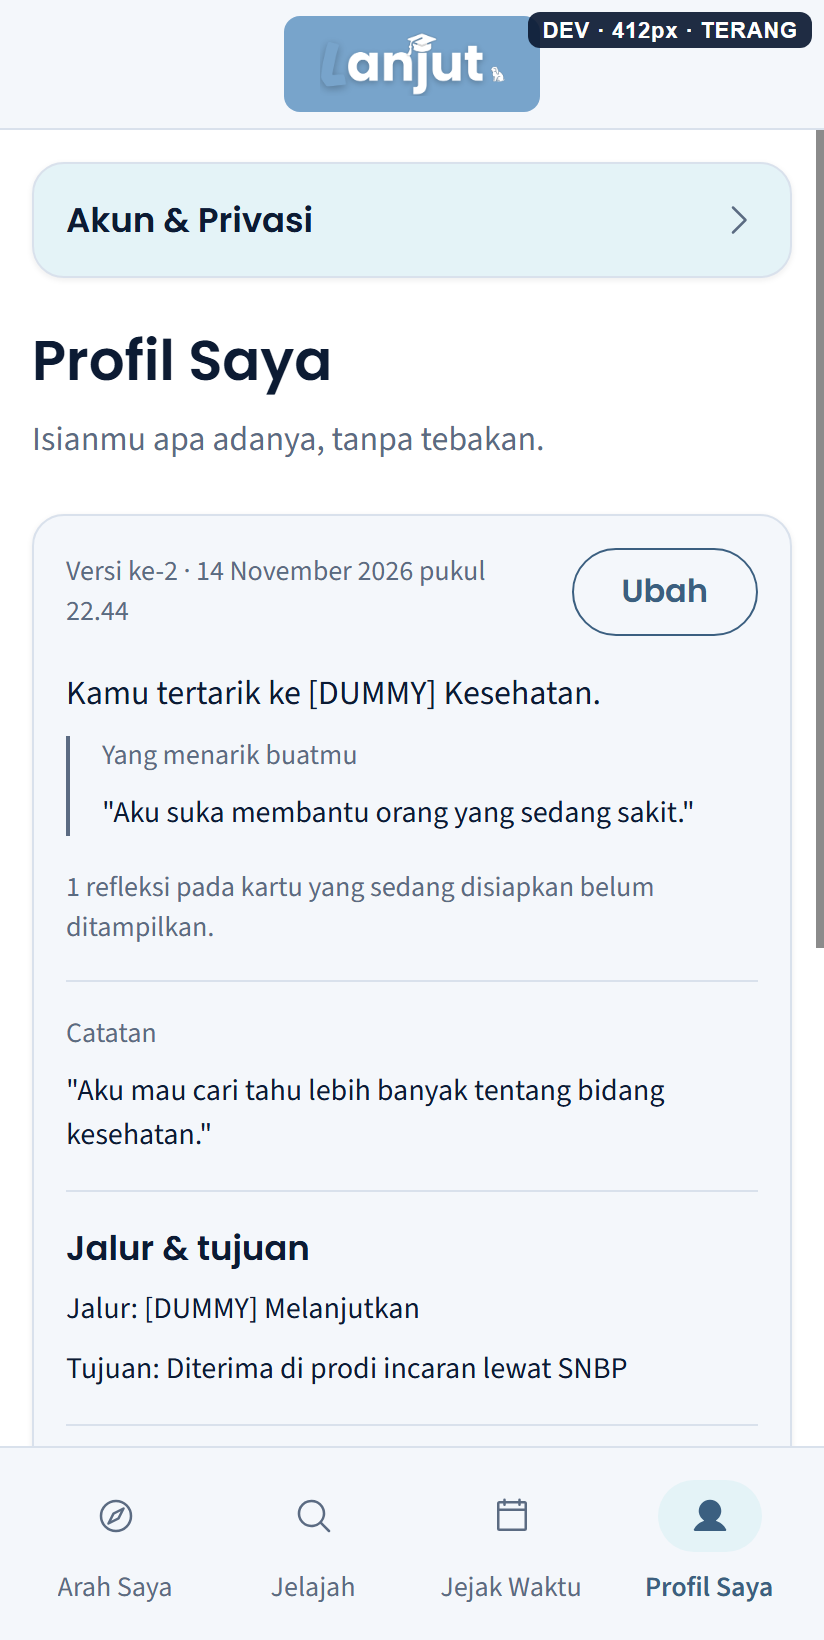 Lanjut
DEV · 412px · TERANG
Akun & Privasi
Profil Saya
Isianmu apa adanya, tanpa tebakan.
Versi ke-2 · 14 November 2026 pukul
22.44
Ubah
Kamu tertarik ke [DUMMY] Kesehatan.
Yang menarik buatmu
"Aku suka membantu orang yang sedang sakit."
1 refleksi pada kartu yang sedang disiapkan belum
ditampilkan.
Catatan
"Aku mau cari tahu lebih banyak tentang bidang
kesehatan."
Jalur & tujuan
Jalur: [DUMMY] Melanjutkan
Tujuan: Diterima di prodi incaran lewat SNBP
Arah Saya
Jelajah
Jejak Waktu
Profil Saya